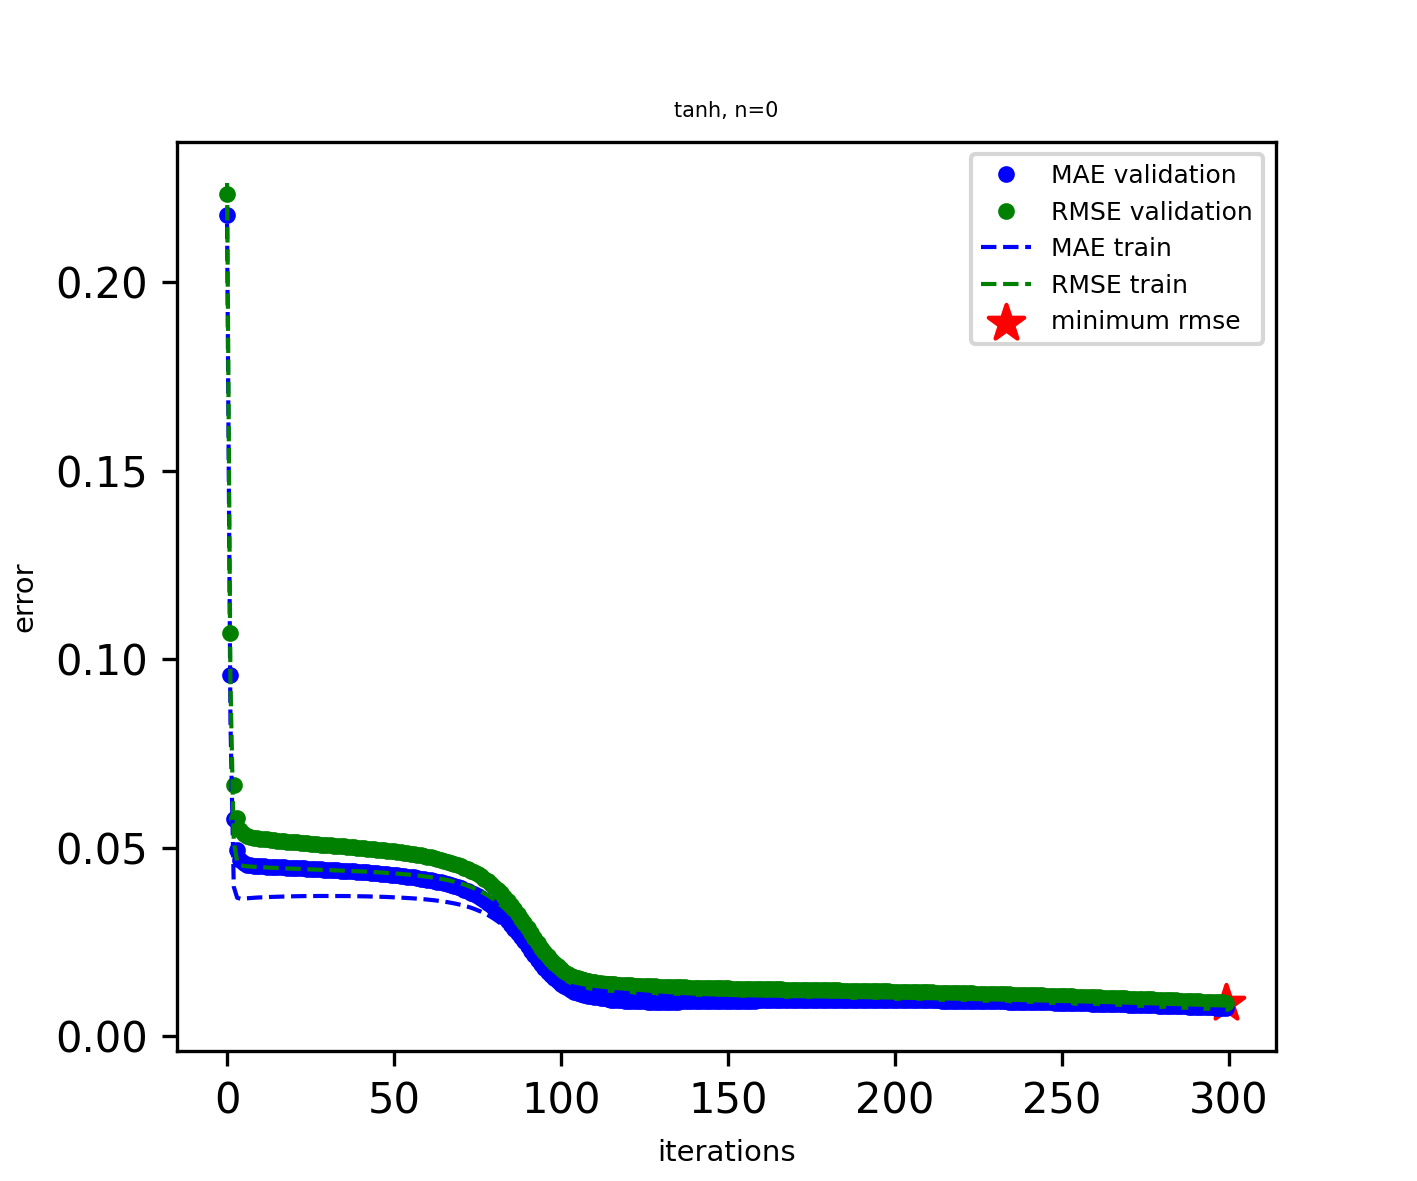 tanh, n=0
MAE validation
RMSE validation
MAE train
RMSE train
minimum rmse
error
0.20
0.15
0.10
0.05
0.00
0 50 100 150 200 250 300
iterations